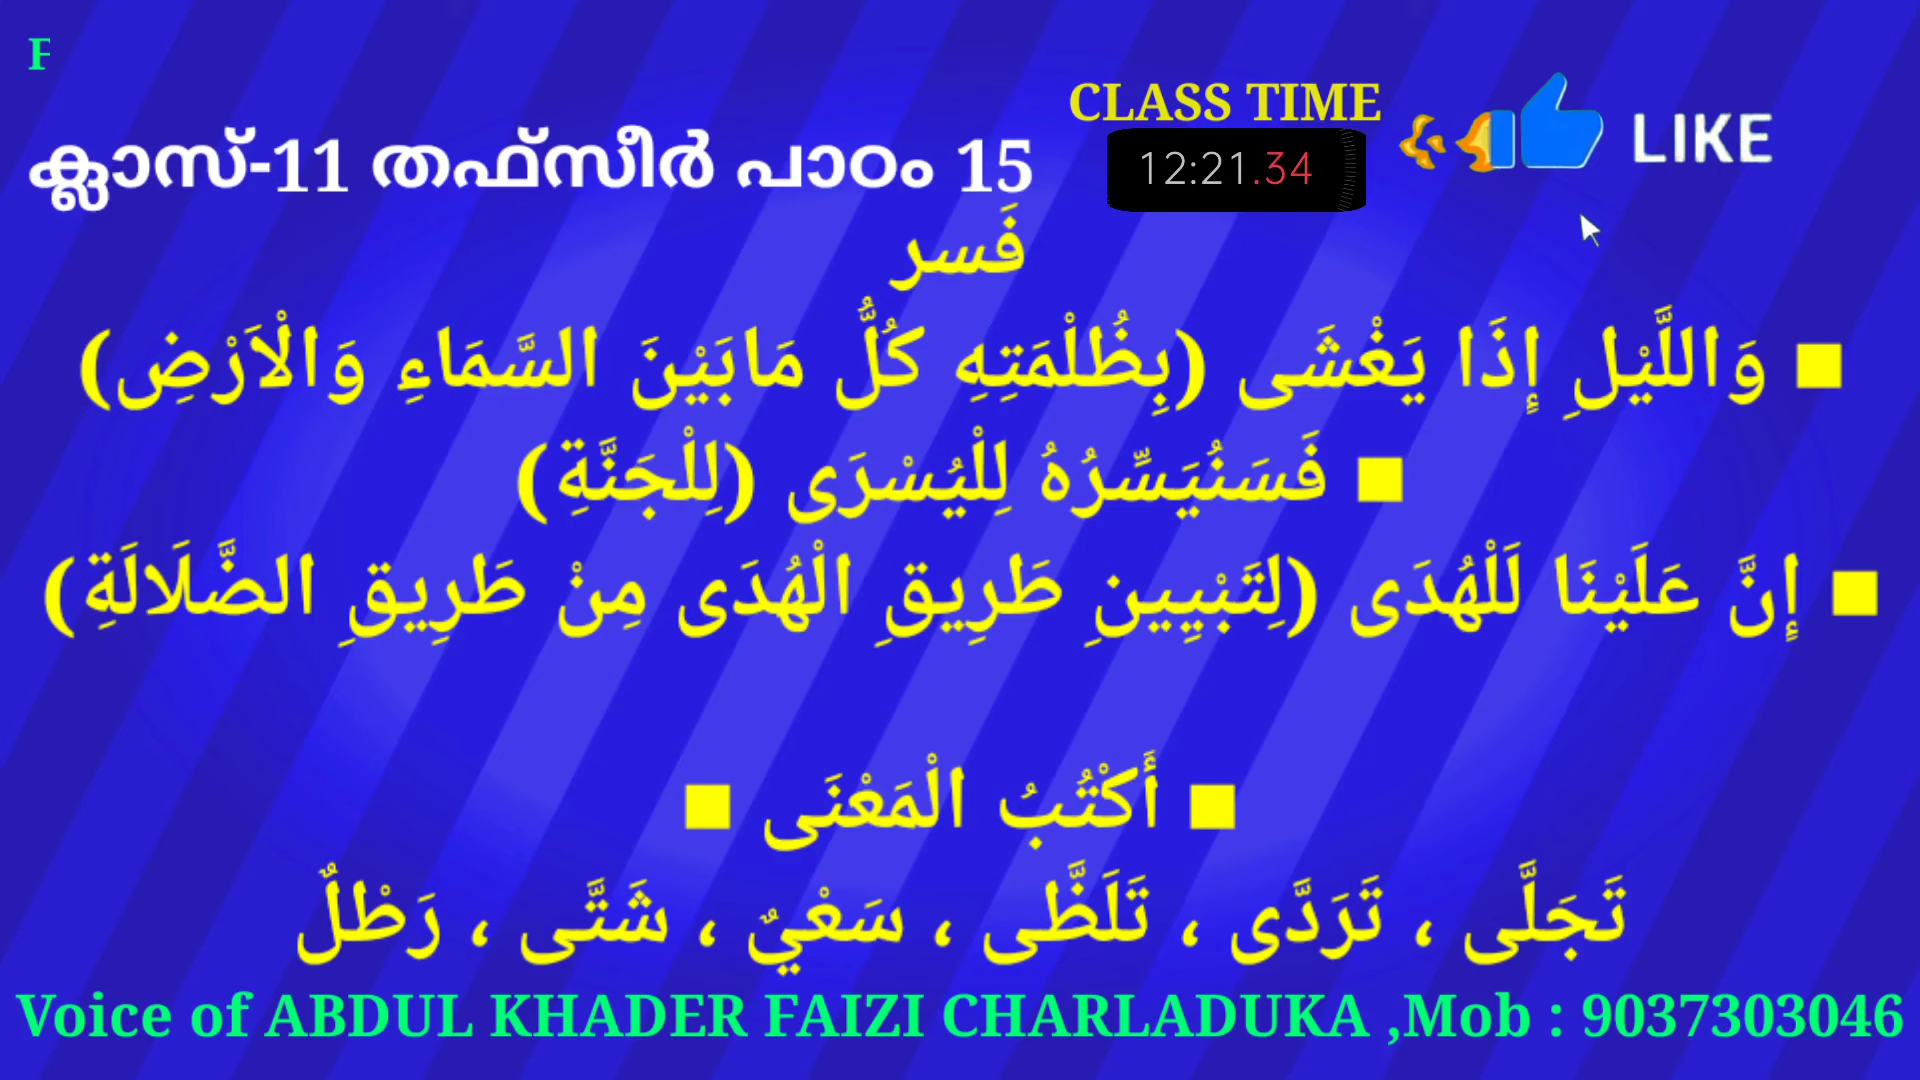 F
CLASS TIME
ക്ലാസ്-11 തഫ്സീർ പാഠം 15
12:21.34
LIKE
فَسر
■ وَاللَّيْلِ إِذَا يَغْشَى (بِظُلْمَتِهِ كُلُّ مَابَيْنَ السَّمَاءِ وَالْاَرْضِ)
■ فَسَنُيَسِّرُهُ لِلْيُسْرَى (لِلْجَنَّةِ)
■ إِنَّ عَلَيْنَا لَلْهُدَى (لِتَبْيِينِ طَرِيقِ الْهُدَى مِنْ طَرِيقِ الضَّلَالَةِ)
■ أَكْتُبُ الْمَعْنَى ■
تَجَلَّى ، تَرَدَّى ، تَلَظَّى ، سَعْيٌ ، شَتَّى ، رَطْلٌ
Voice of ABDUL KHADER FAIZI CHARLADUKA ,Mob : 9037303046